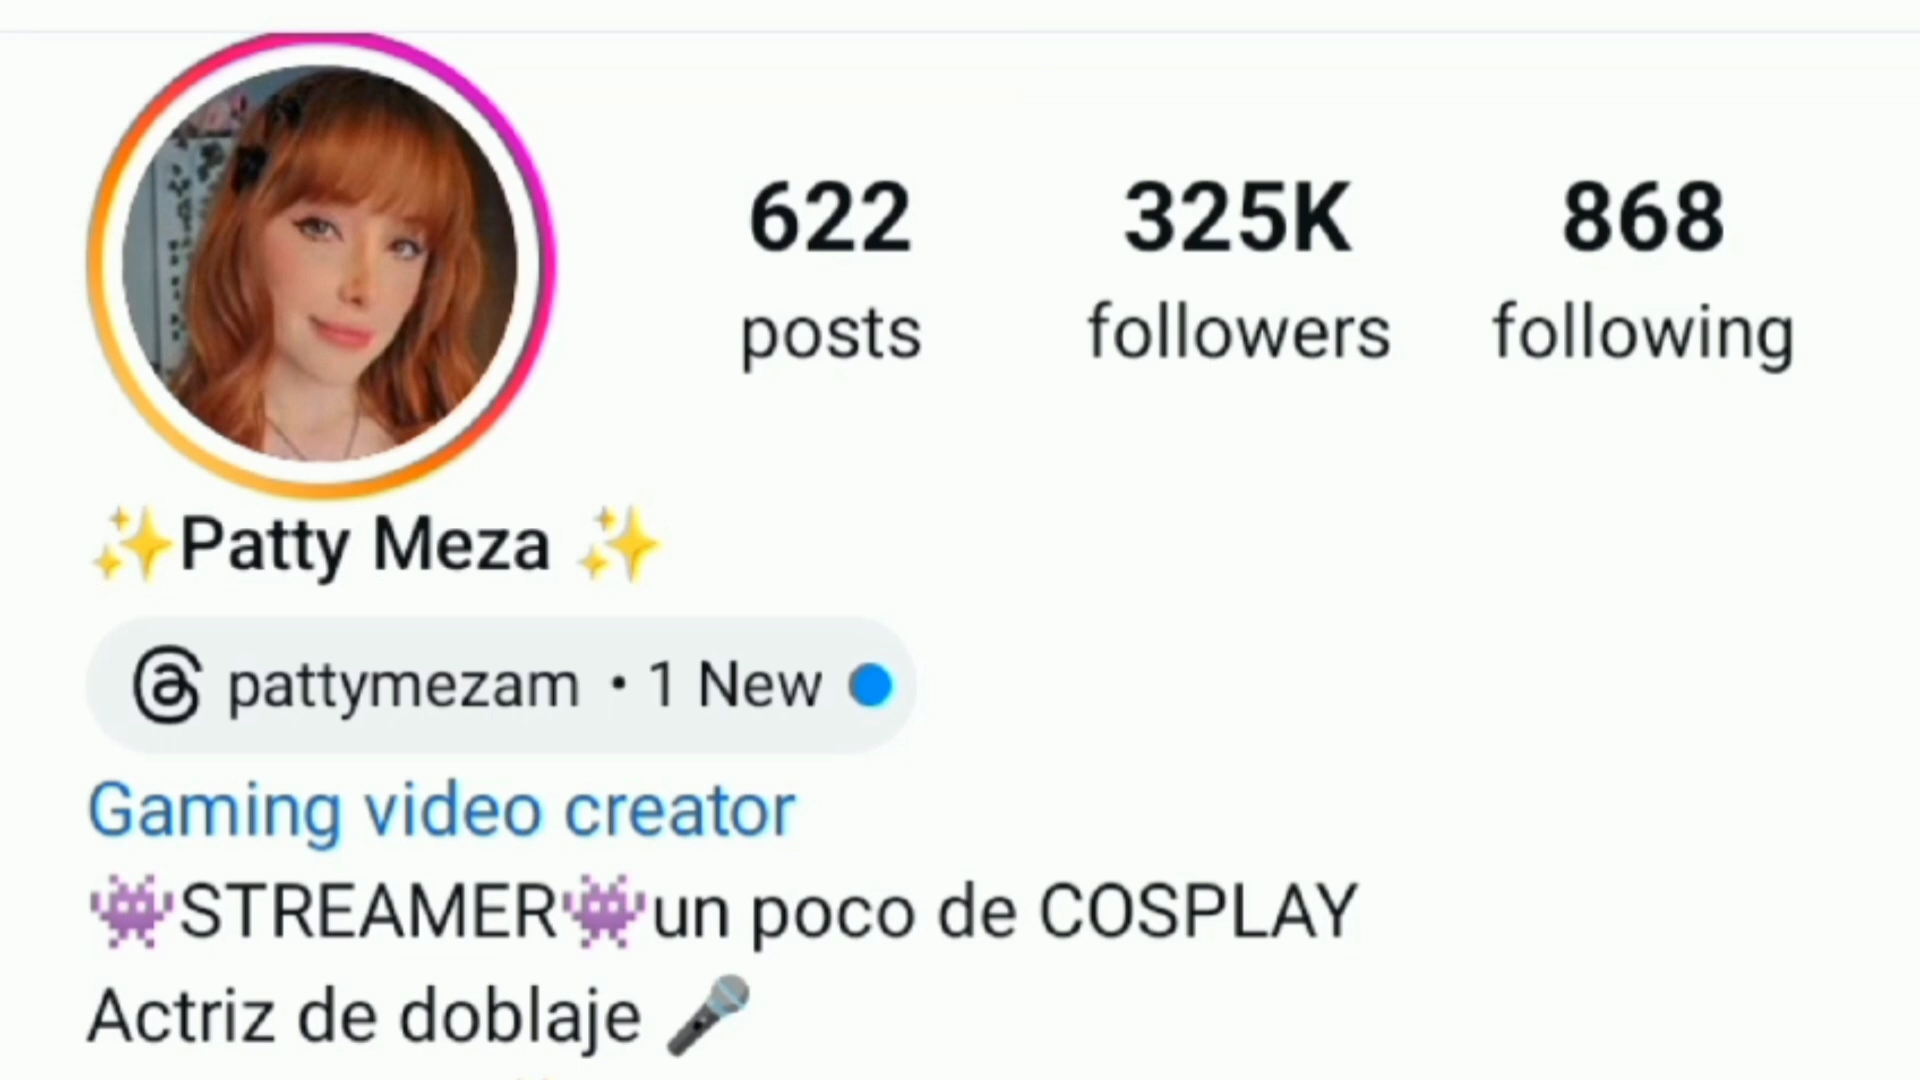 622 325K 868
posts followers following
✨Patty Meza ✨
pattymezam • 1 New
Gaming video creator
👾STREAMER👾un poco de COSPLAY
Actriz de doblaje 🎤